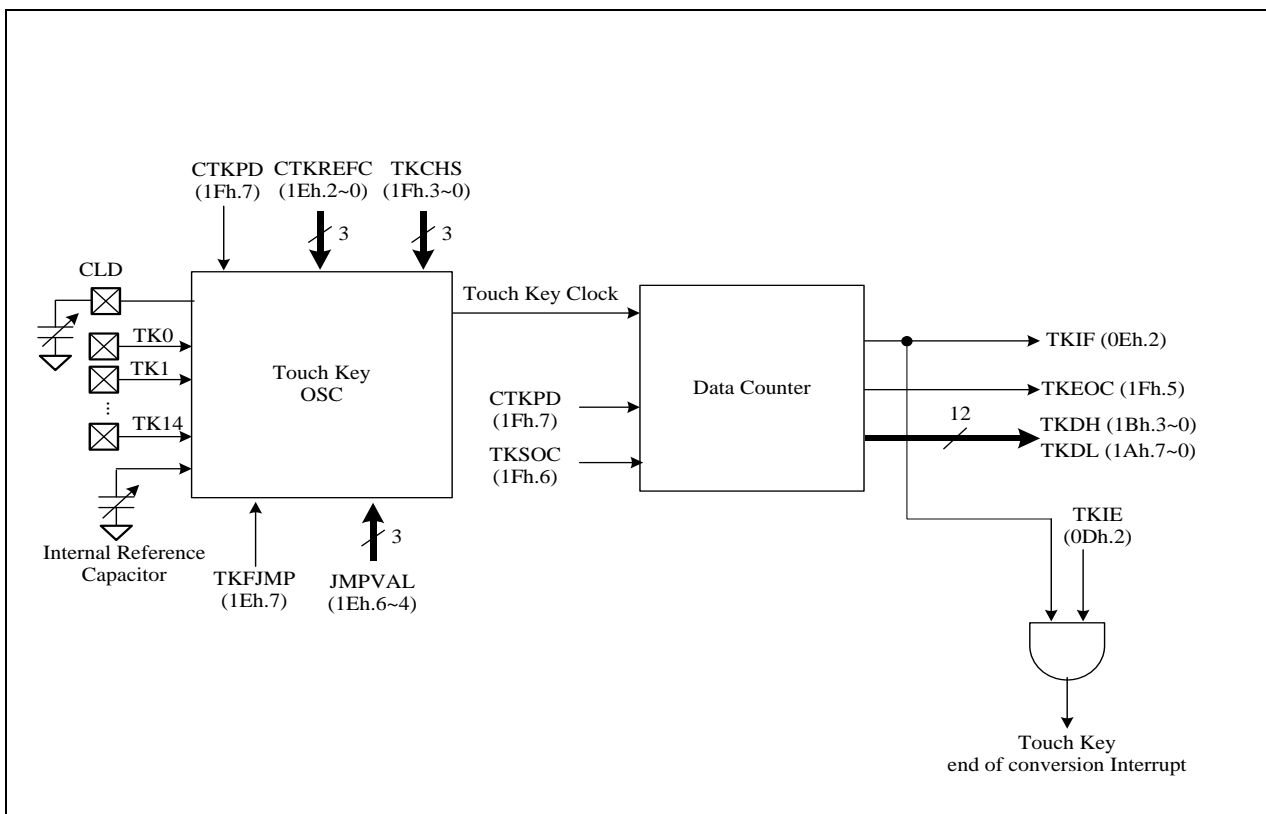 CTKPD
(1Fh.7)
CTKREFC
(1Eh.2~0)
TKCHS
(1Fh.3~0)
3
3
CLD
TK0
TK1
...
TK14
Touch Key
OSC
Internal Reference
Capacitor
TKFJMP
(1Eh.7)
3
JMPVAL
(1Eh.6~4)
Touch Key Clock
CTKPD
(1Fh.7)
TKSOC
(1Fh.6)
Data Counter
TKIF (0Eh.2)
TKEOC (1Fh.5)
12
TKDH (1Bh.3~0)
TKDL (1Ah.7~0)
TKIE
(0Dh.2)
Touch Key
end of conversion Interrupt